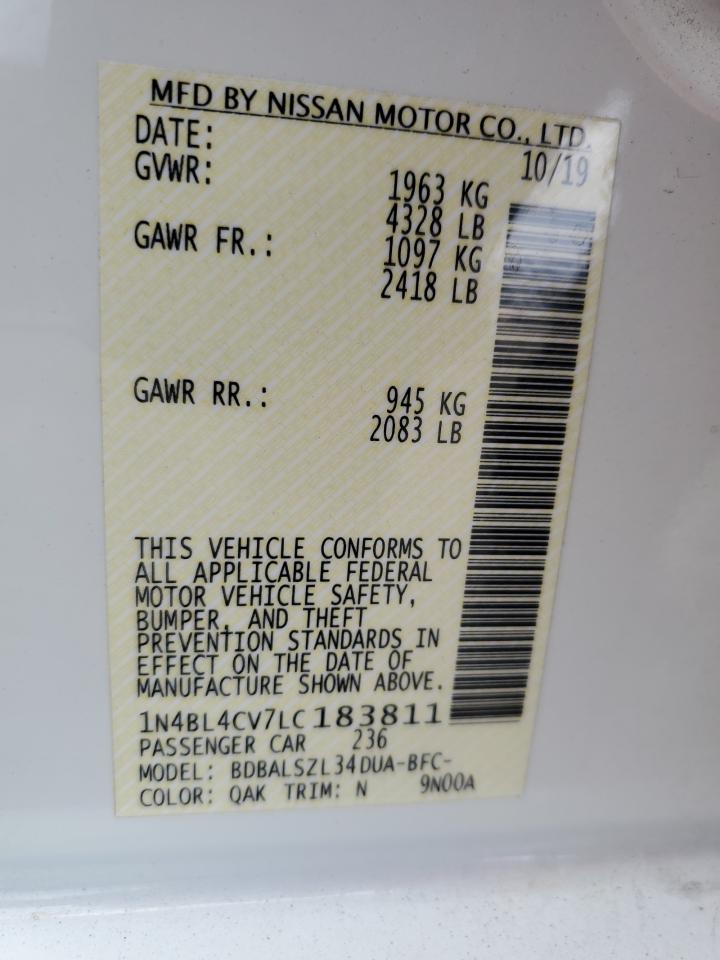 MFD BY NISSAN MOTOR CO., LTD.
DATE: 10/19
GVWR: 1963 KG
4328 LB
GAWR FR.: 1097 KG
2418 LB
GAWR RR.: 945 KG
2083 LB
THIS VEHICLE CONFORMS TO
ALL APPLICABLE FEDERAL
MOTOR VEHICLE SAFETY,
BUMPER, AND THEFT
PREVENTION STANDARDS IN
EFFECT ON THE DATE OF
MANUFACTURE SHOWN ABOVE.
1N4BL4CV7LC183811
PASSENGER CAR 236
MODEL: BDBALSZL34DUA-BFC-
COLOR: QAK TRIM: N 9N00A